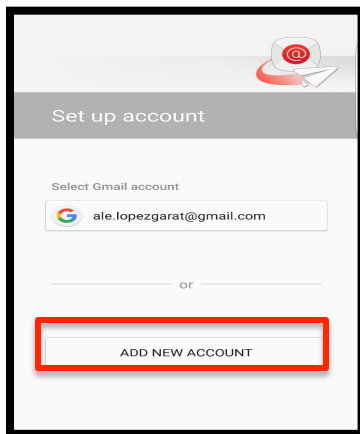 @
Set up account
Select Gmail account
G ale.lopezgarat@gmail.com
or
ADD NEW ACCOUNT